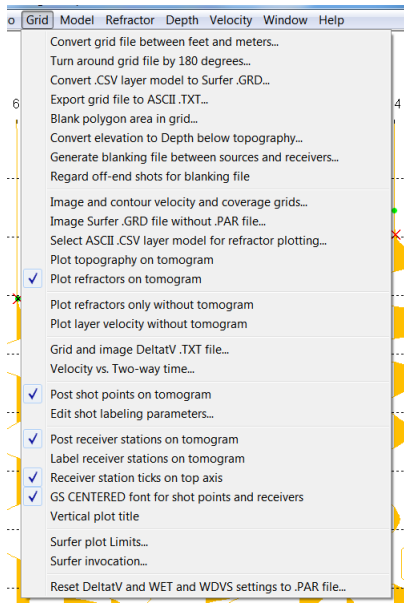 o Grid Model Refractor Depth Velocity Window Help
Convert grid file between feet and meters...
Turn around grid file by 180 degrees...
Convert .CSV layer model to Surfer .GRD...
Export grid file to ASCII .TXT...
Blank polygon area in grid...
Convert elevation to Depth below topography...
Generate blanking file between sources and receivers...
Regard off-end shots for blanking file
Image and contour velocity and coverage grids...
Image Surfer .GRD file without .PAR file...
Select ASCII .CSV layer model for refractor plotting...
Plot topography on tomogram
Plot refractors on tomogram
Plot refractors only without tomogram
Plot layer velocity without tomogram
Grid and image DeltatV .TXT file...
Velocity vs. Two-way time...
Post shot points on tomogram
Edit shot labeling parameters...
Post receiver stations on tomogram
Label receiver stations on tomogram
Receiver station ticks on top axis
GS CENTERED font for shot points and receivers
Vertical plot title
Surfer plot Limits...
Surfer invocation...
Reset DeltatV and WET and WDVS settings to .PAR file...
6
4